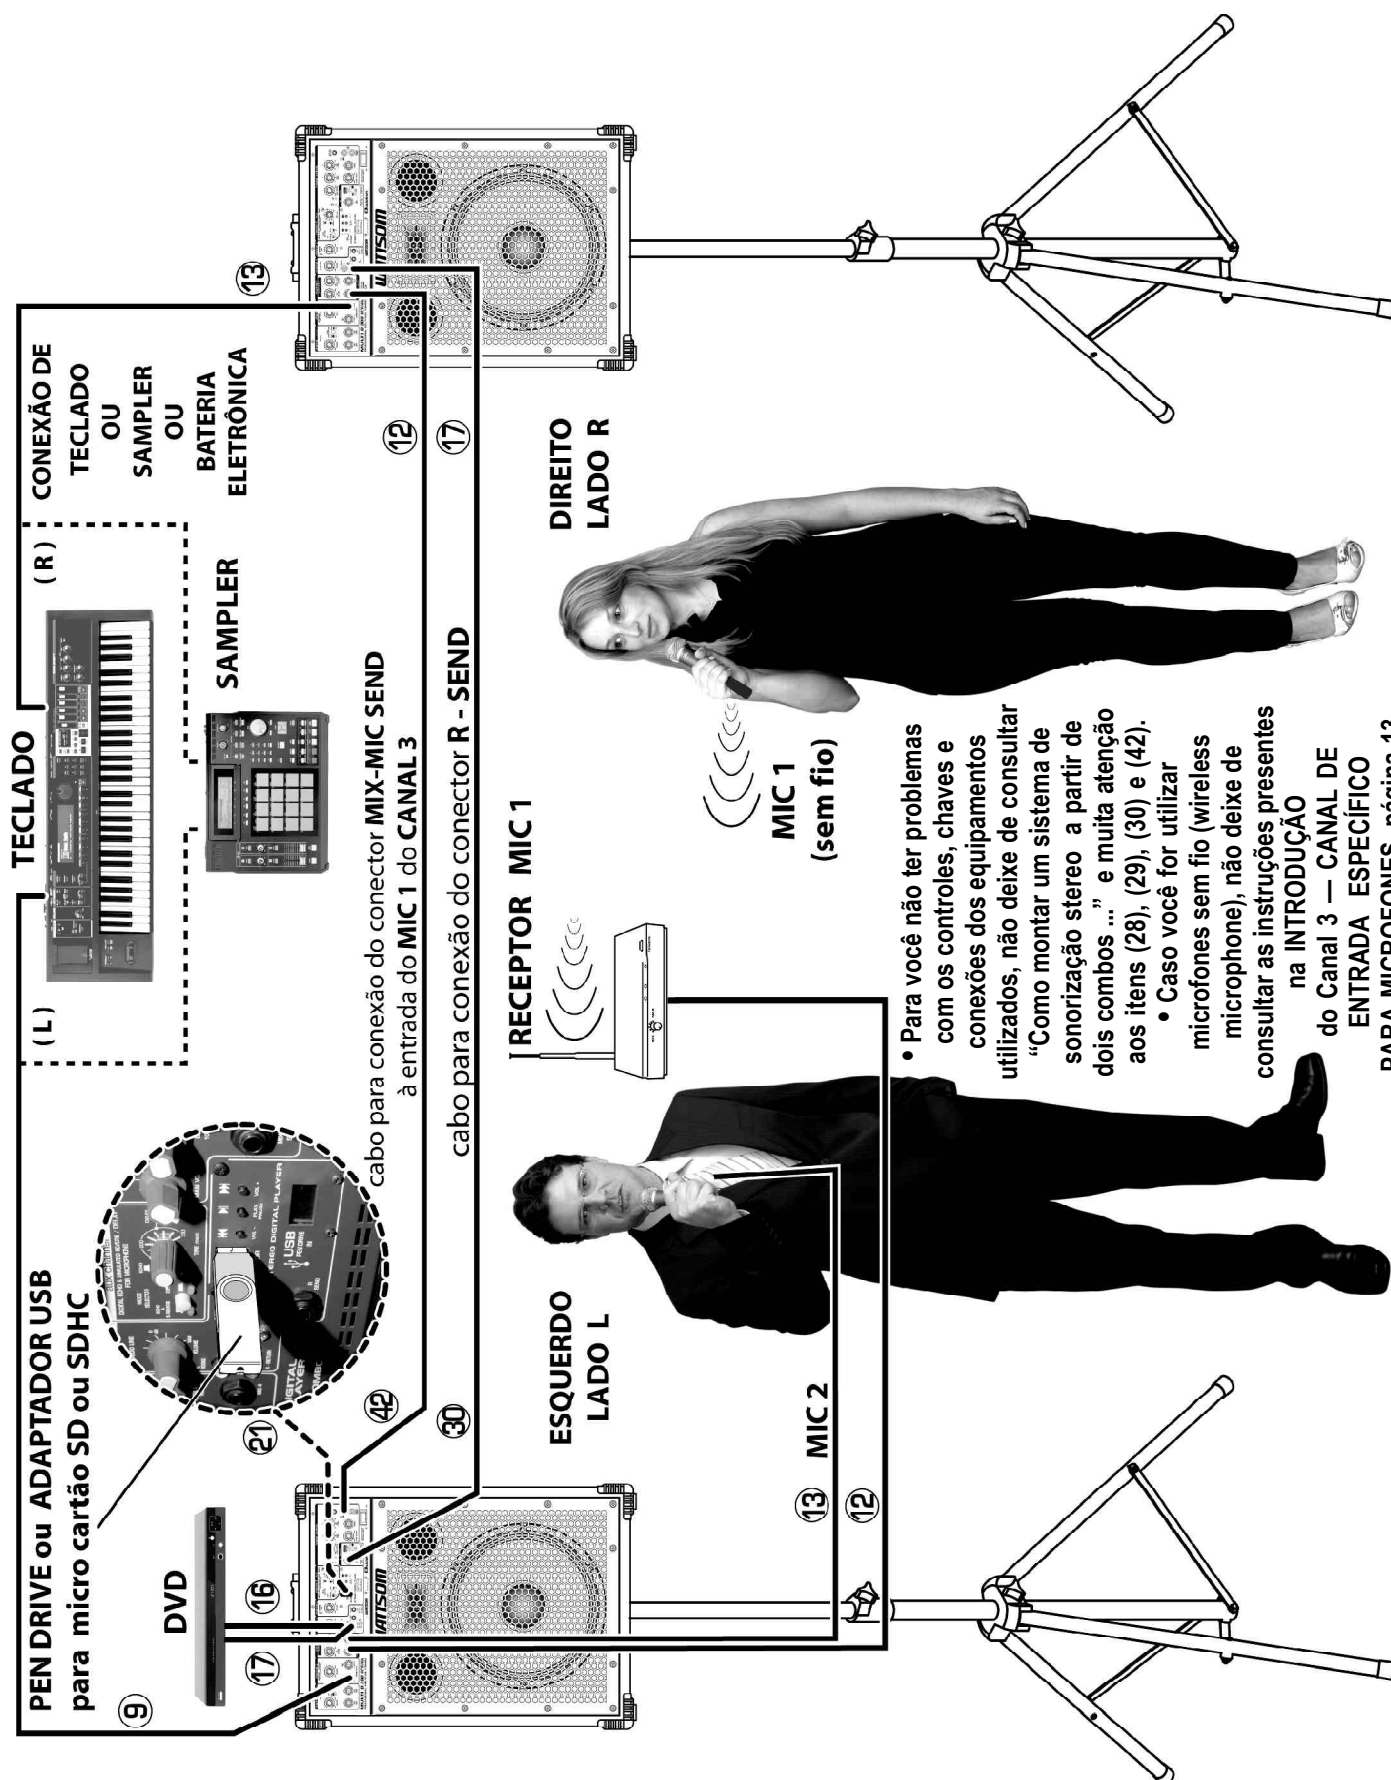 TECLADO
( L )
( R )
CONEXÃO DE
TECLADO
OU
SAMPLER
OU
BATERIA
ELETRÔNICA
SAMPLER
PEN DRIVE ou ADAPTADOR USB
para micro cartão SD ou SDHC
9
DVD
17
16
21
42
30
13
12
17
cabo para conexão do conector MIX-MIC SEND
à entrada do MIC 1 do CANAL 3
cabo para conexão do conector R - SEND
WATTSOM
WATTSOM
ESQUERDO
LADO L
RECEPTOR MIC 1
DIREITO
LADO R
MIC 1
(sem fio)
MIC 2
13
12
• Para você não ter problemas
com os controles, chaves e
conexões dos equipamentos
utilizados, não deixe de consultar
“Como montar um sistema de
sonorização stereo a partir de
dois combos ...” e muita atenção
aos itens (28), (29), (30) e (42).
• Caso você for utilizar
microfones sem fio (wireless
microphone), não deixe de
consultar as instruções presentes
na INTRODUÇÃO
do Canal 3 — CANAL DE
ENTRADA ESPECÍFICO
PARA MICROFONES, página 13